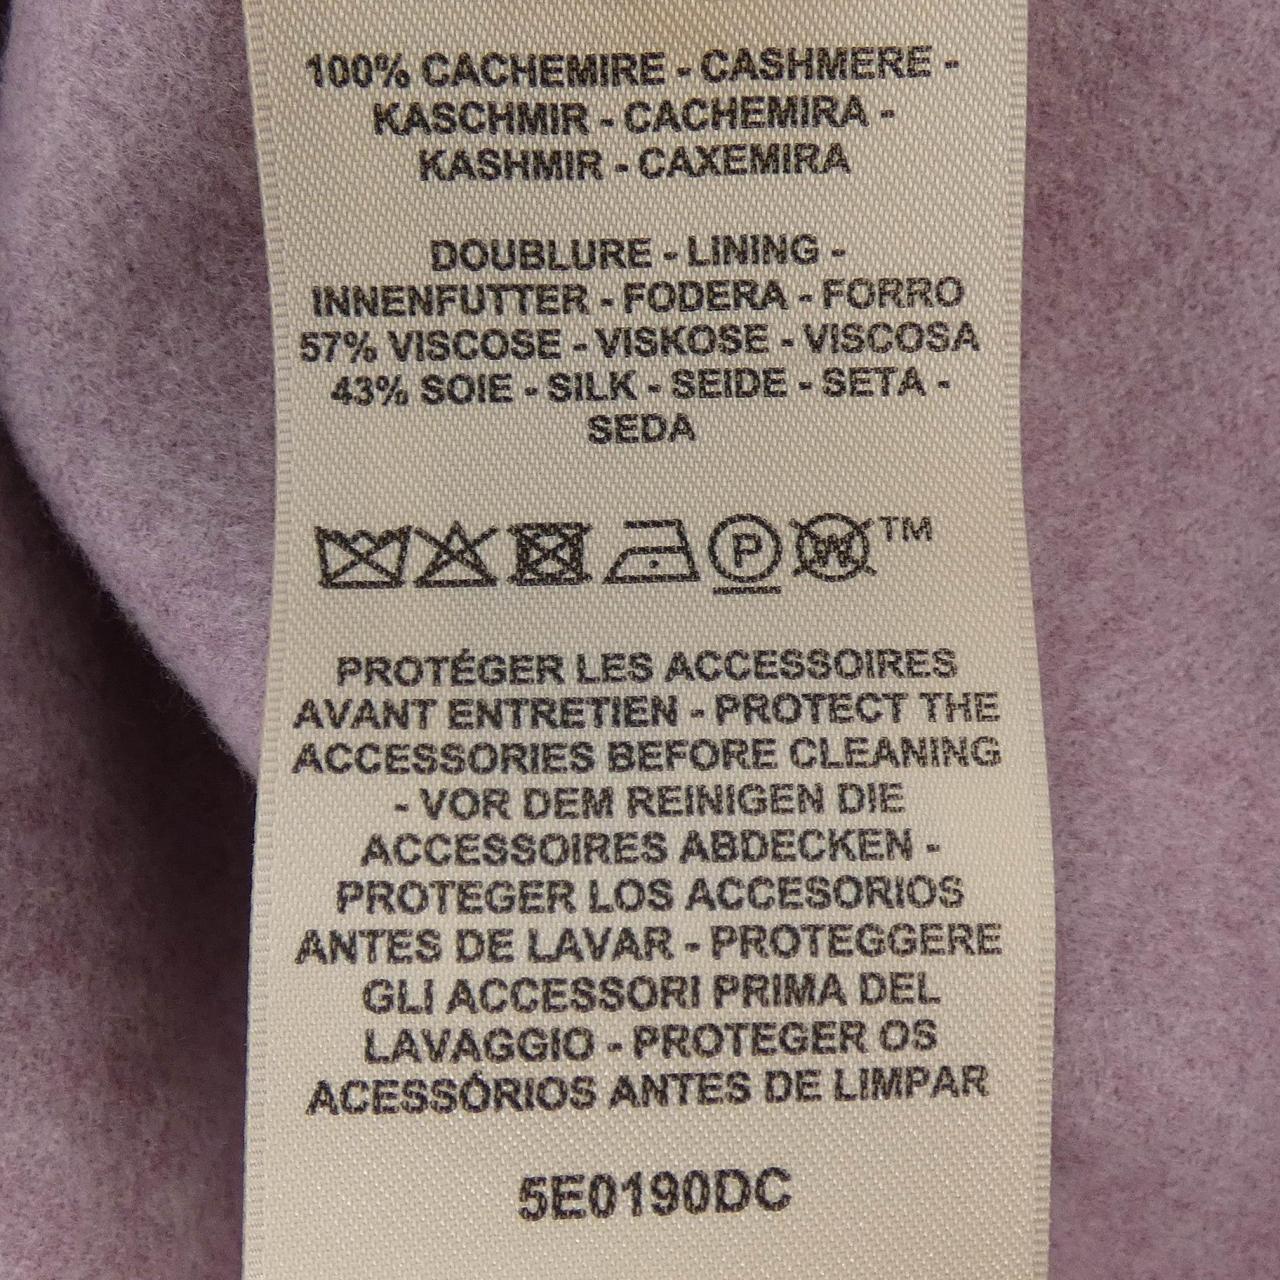 100% CACHEMIRE - CASHMERE -
KASCHMIR - CACHEMIRA -
KASHMIR - CAXEMIRA
DOUBLURE - LINING -
INNENFUTTER - FODERA - FORRO
57% VISCOSE - VISKOSE - VISCOSA
43% SOIE - SILK - SEIDE - SETA -
SEDA
P W TM
PROTÉGER LES ACCESSOIRES
AVANT ENTRETIEN - PROTECT THE
ACCESSORIES BEFORE CLEANING
- VOR DEM REINIGEN DIE
ACCESSOIRES ABDECKEN -
PROTEGER LOS ACCESORIOS
ANTES DE LAVAR - PROTEGGERE
GLI ACCESSORI PRIMA DEL
LAVAGGIO - PROTEGER OS
ACESSÓRIOS ANTES DE LIMPAR
5E0190DC